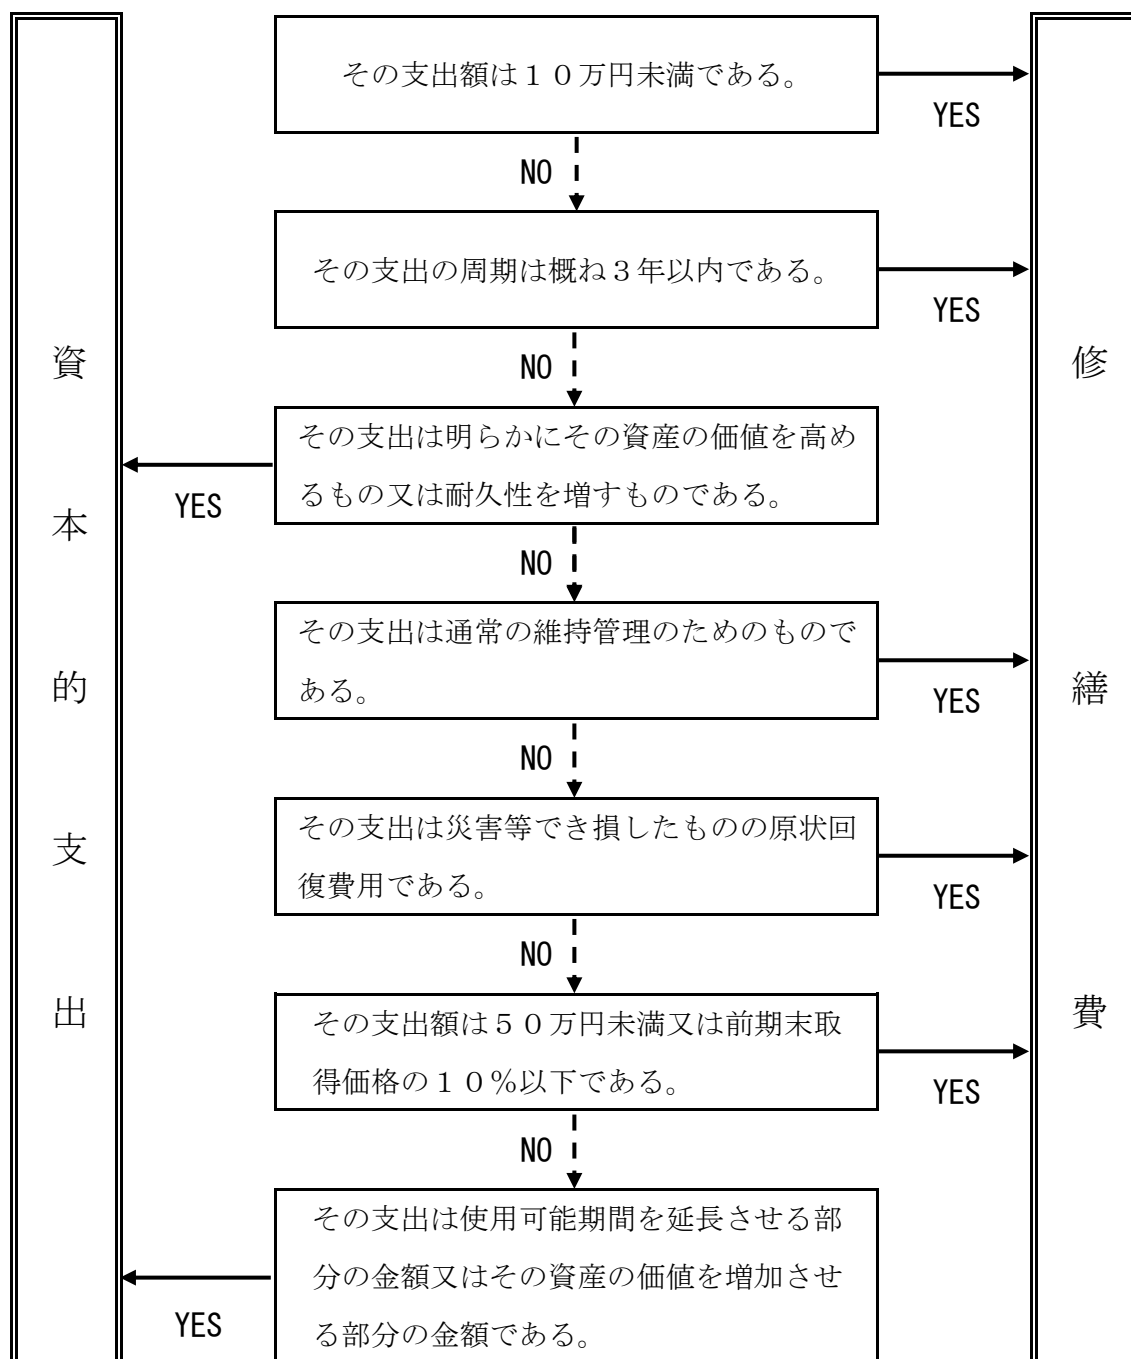 その支出額は１０万円未満である。
YES
NO
その支出の周期は概ね３年以内である。
YES
NO
その支出は明らかにその資産の価値を高め
るもの又は耐久性を増すものである。
YES
NO
その支出は通常の維持管理のためのもので
ある。
YES
NO
その支出は災害等でき損したものの原状回
復費用である。
YES
NO
その支出額は５０万円未満又は前期末取
得価格の１０％以下である。
YES
NO
その支出は使用可能期間を延長させる部
分の金額又はその資産の価値を増加させ
る部分の金額である。
YES
資本的支出
修繕費